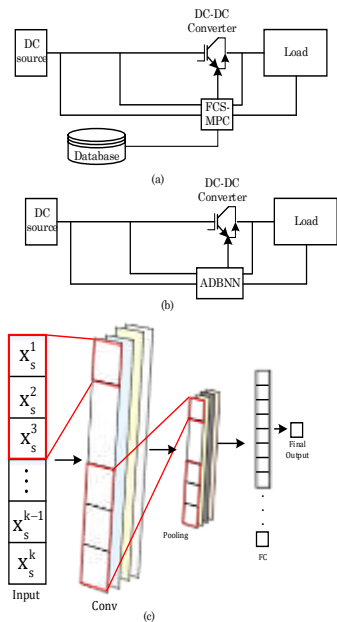 DC-DC
Converter
DC
source
Load
FCS-
MPC
Database
(a)
DC-DC
Converter
DC
source
Load
ADBNN
(b)
X_s^1
X_s^2
X_s^3
⋮
X_s^{k-1}
X_s^k
Input
Conv
Pooling
Final
Output
FC
(c)